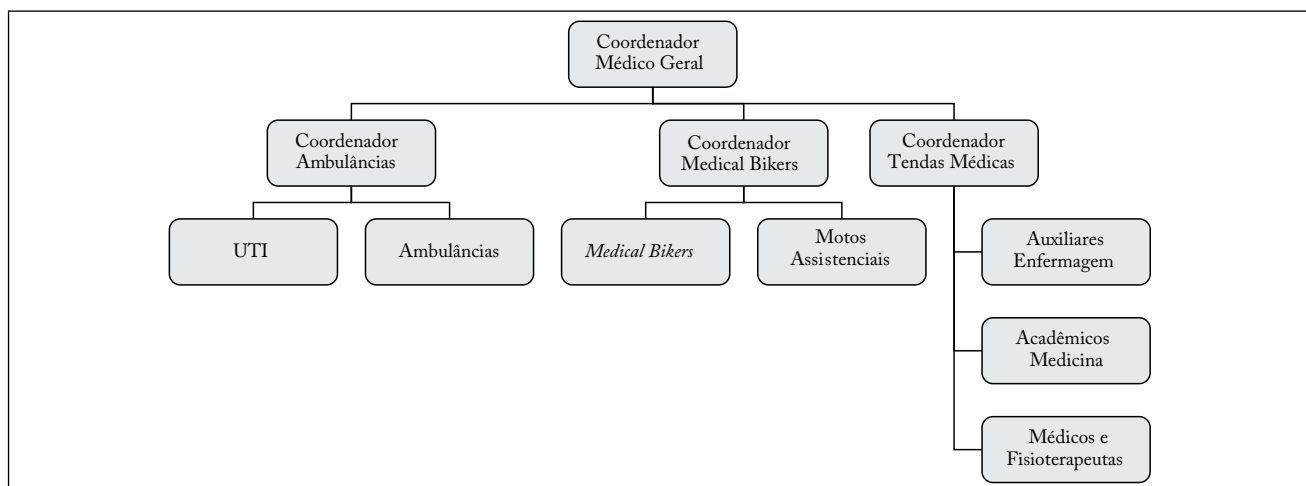 Coordenador
Médico Geral
Coordenador
Ambulâncias
Coordenador
Medical Bikers
Coordenador
Tendas Médicas
UTI
Ambulâncias
Medical Bikers
Motos
Assistenciais
Auxiliares
Enfermagem
Acadêmicos
Medicina
Médicos e
Fisioterapeutas